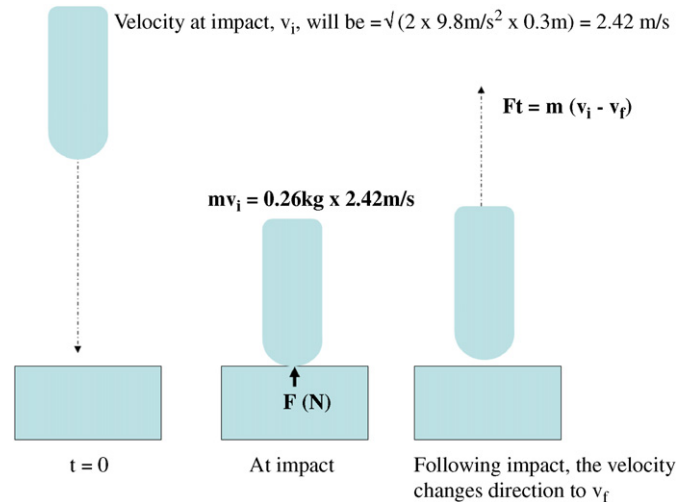 Velocity at impact, vi, will be =√ (2 x 9.8m/s² x 0.3m) = 2.42 m/s
Ft = m (vi - vf)
mvi = 0.26kg x 2.42m/s
F (N)
t = 0
At impact
Following impact, the velocity
changes direction to vf